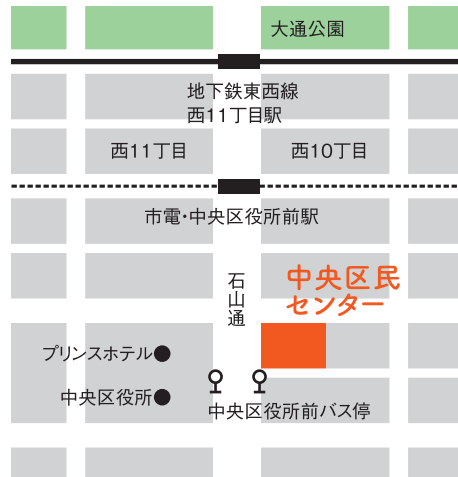 大通公園
地下鉄東西線
西11丁目駅
西11丁目
西10丁目
市電・中央区役所前駅
石山通
中央区民
センター
プリンスホテル
中央区役所
中央区役所前バス停